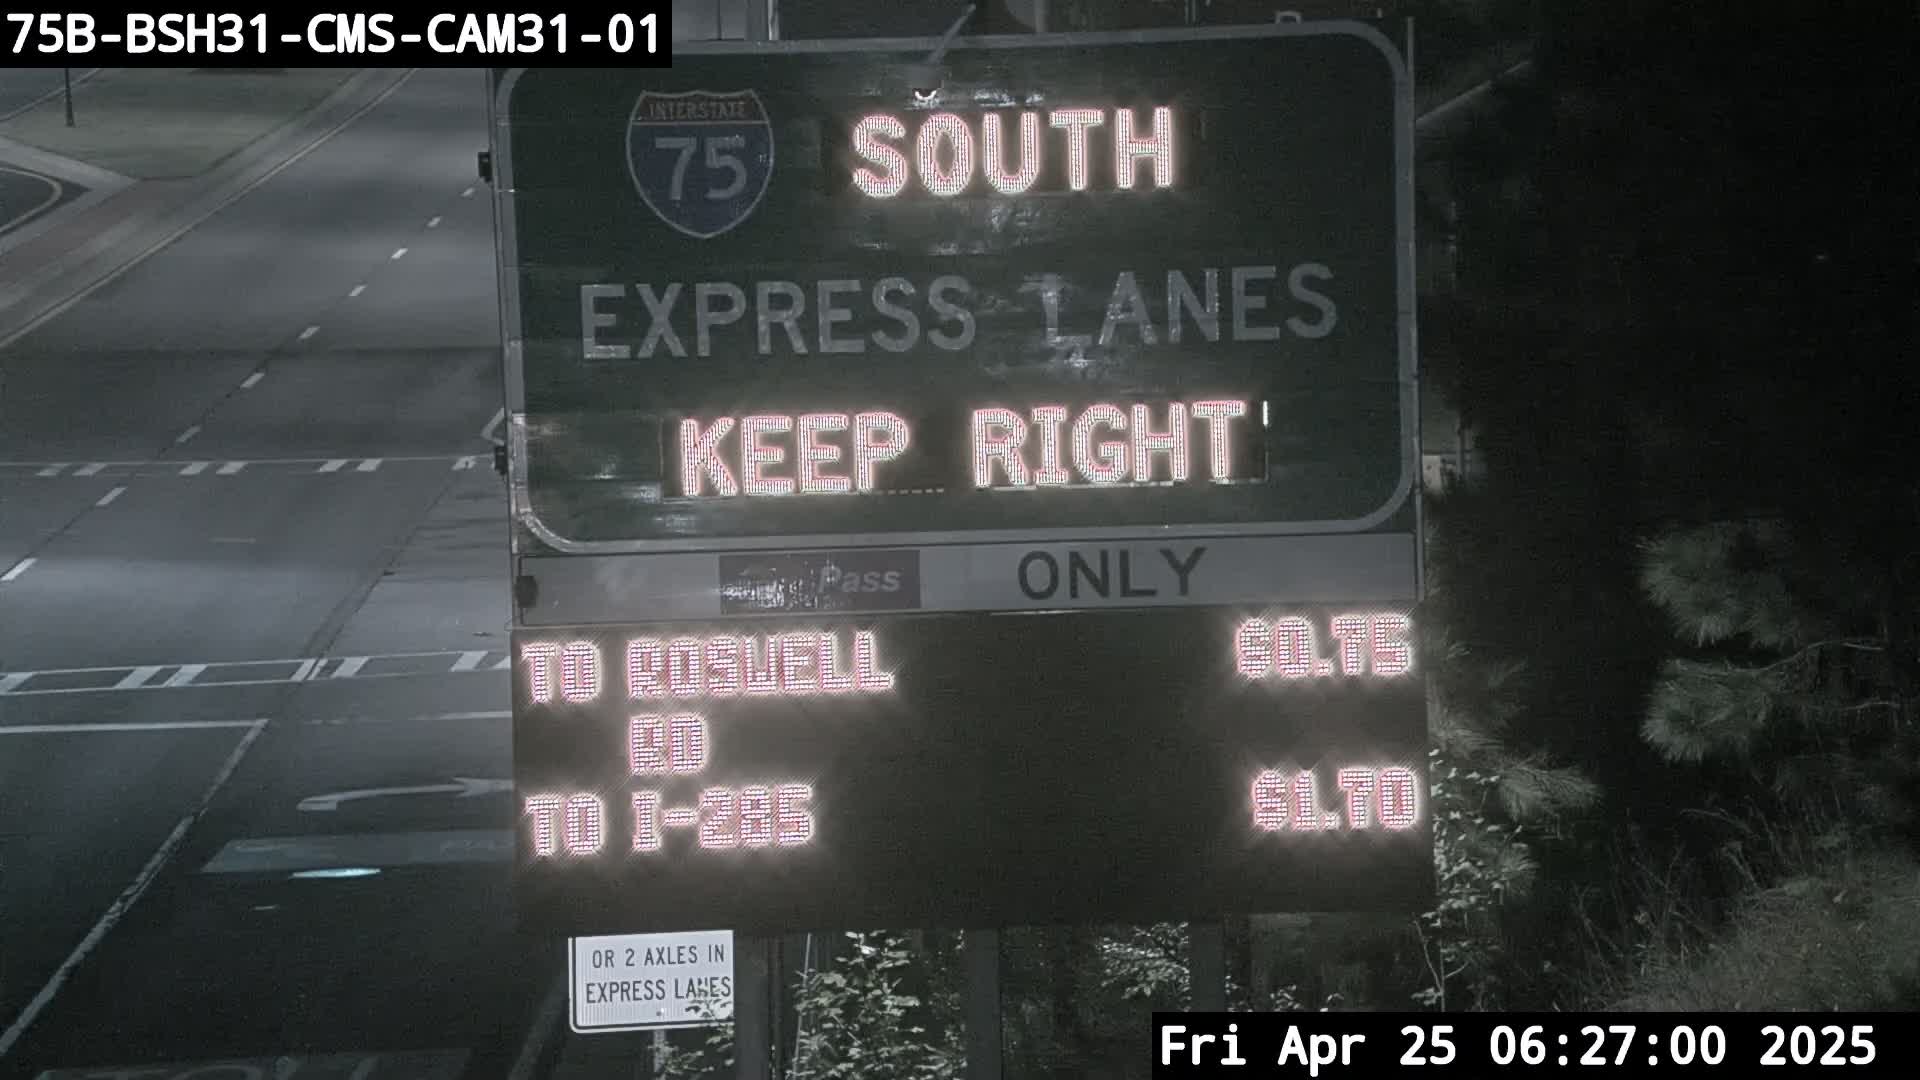 75B-BSH31-CMS-CAM31-01
INTERSTATE
75
SOUTH
EXPRESS LANES
KEEP RIGHT
Pass ONLY
TO ROSWELL $0.75
RD
TO I-285 $1.70
OR 2 AXLES IN
EXPRESS LANES
Fri Apr 25 06:27:00 2025